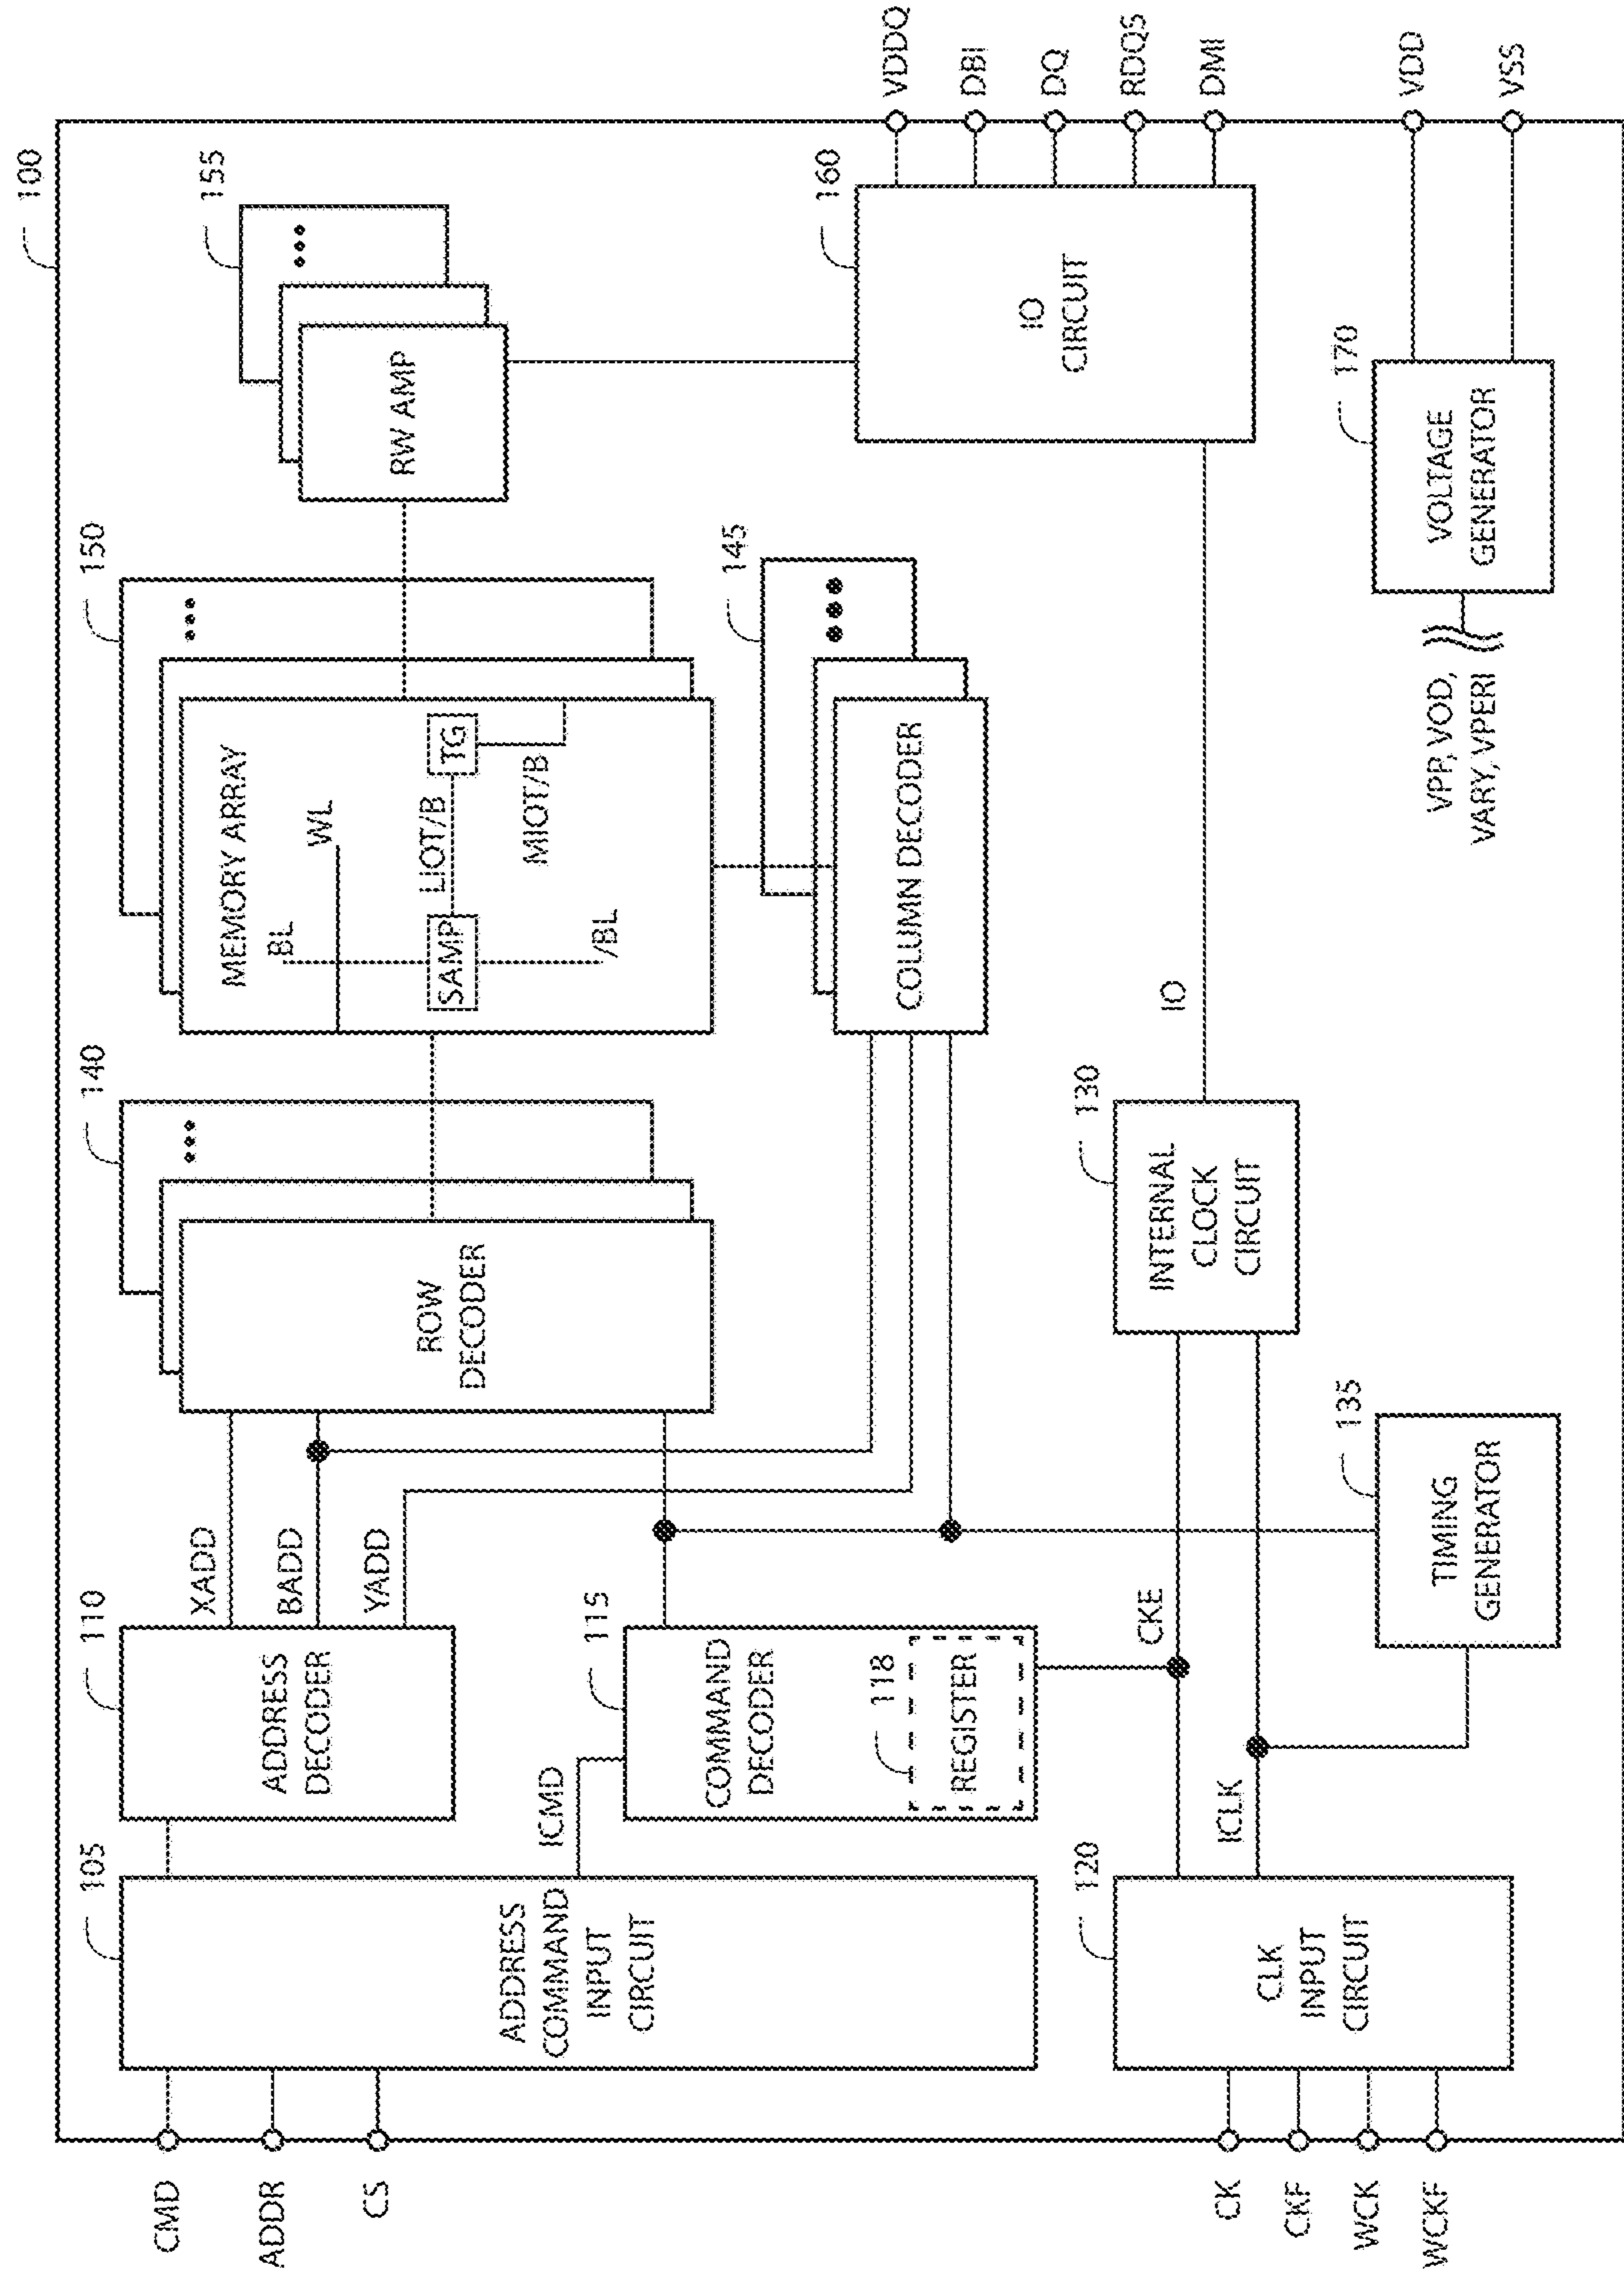 100
105
110
140
150
155
CMD
ADDR
CS
ADDRESS
COMMAND
INPUT
CIRCUIT
ADDRESS
DECODER
XADD
BADD
YADD
ROW
DECODER
MEMORY ARRAY
BL
WL
SAMP
LIOT/B
TG
MIOT/B
/BL
RW AMP
ICMD
115
COMMAND
DECODER
118
REGISTER
145
COLUMN DECODER
160
IO
CIRCUIT
VDDQ
DBI
DQ
RDQS
DMI
CK
CKF
WCK
WCKF
120
CLK
INPUT
CIRCUIT
CKE
ICLK
130
INTERNAL
CLOCK
CIRCUIT
IO
135
TIMING
GENERATOR
VPP, VOD,
VARY, VPERI
170
VOLTAGE
GENERATOR
VDD
VSS